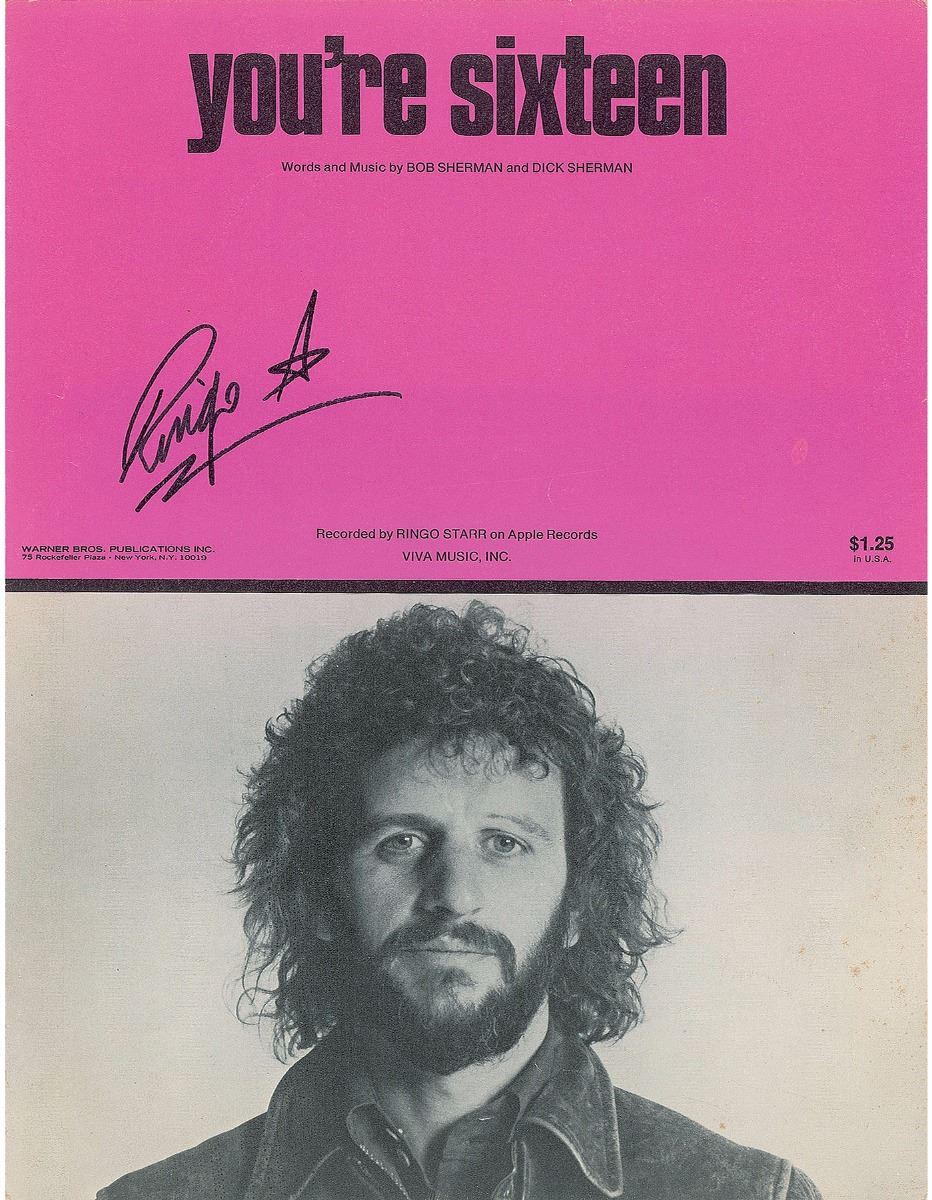 you're sixteen
Words and Music by BOB SHERMAN and DICK SHERMAN
Ringo
Recorded by RINGO STARR on Apple Records
WARNER BROS. PUBLICATIONS INC.
75 Rockefeller Plaza - New York, N.Y. 10019
VIVA MUSIC, INC.
$1.25
in U.S.A.